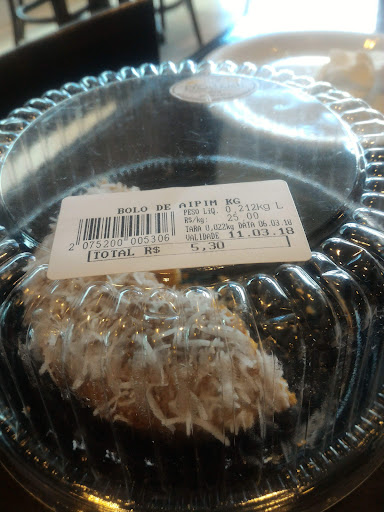 BOLO DE AIPIM KG
PESO LIQ. 0,212kg L
R$/kg: 25,00
TARA 0,022kg DATA 06.03.18
VALIDADE 11.03.18
2 075200 005306
TOTAL R$ 5,30